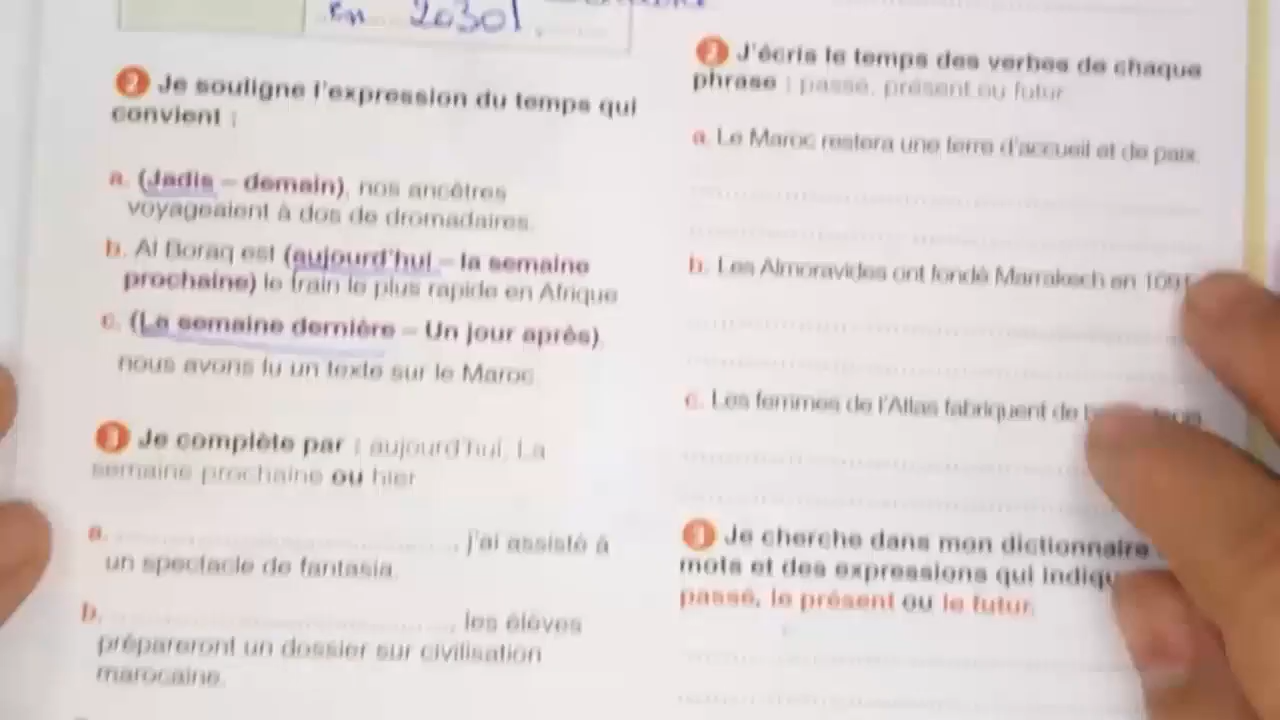 en 2030
2 Je souligne l'expression du temps qui
convient :
a. (Jadis – demain), nos ancêtres
voyageaient à dos de dromadaires.
b. Al Boraq est (aujourd'hui – la semaine
prochaine) le train le plus rapide en Afrique
c. (La semaine dernière – Un jour après),
nous avons lu un texte sur le Maroc.
3 Je complète par : aujourd'hui, La
semaine prochaine ou hier
a. ........................, j'ai assisté à
un spectacle de fantasia.
b. ........................, les élèves
prépareront un dossier sur civilisation
marocaine.
2 J'écris le temps des verbes de chaque
phrase : passé, présent ou futur.
a. Le Maroc restera une terre d'accueil et de paix.
b. Les Almoravides ont fondé Marrakech en
c. Les femmes de l'Atlas fabriquent de
Je cherche dans mon dictionnaire
mots et des expressions qui
passé, le présent ou le futur.